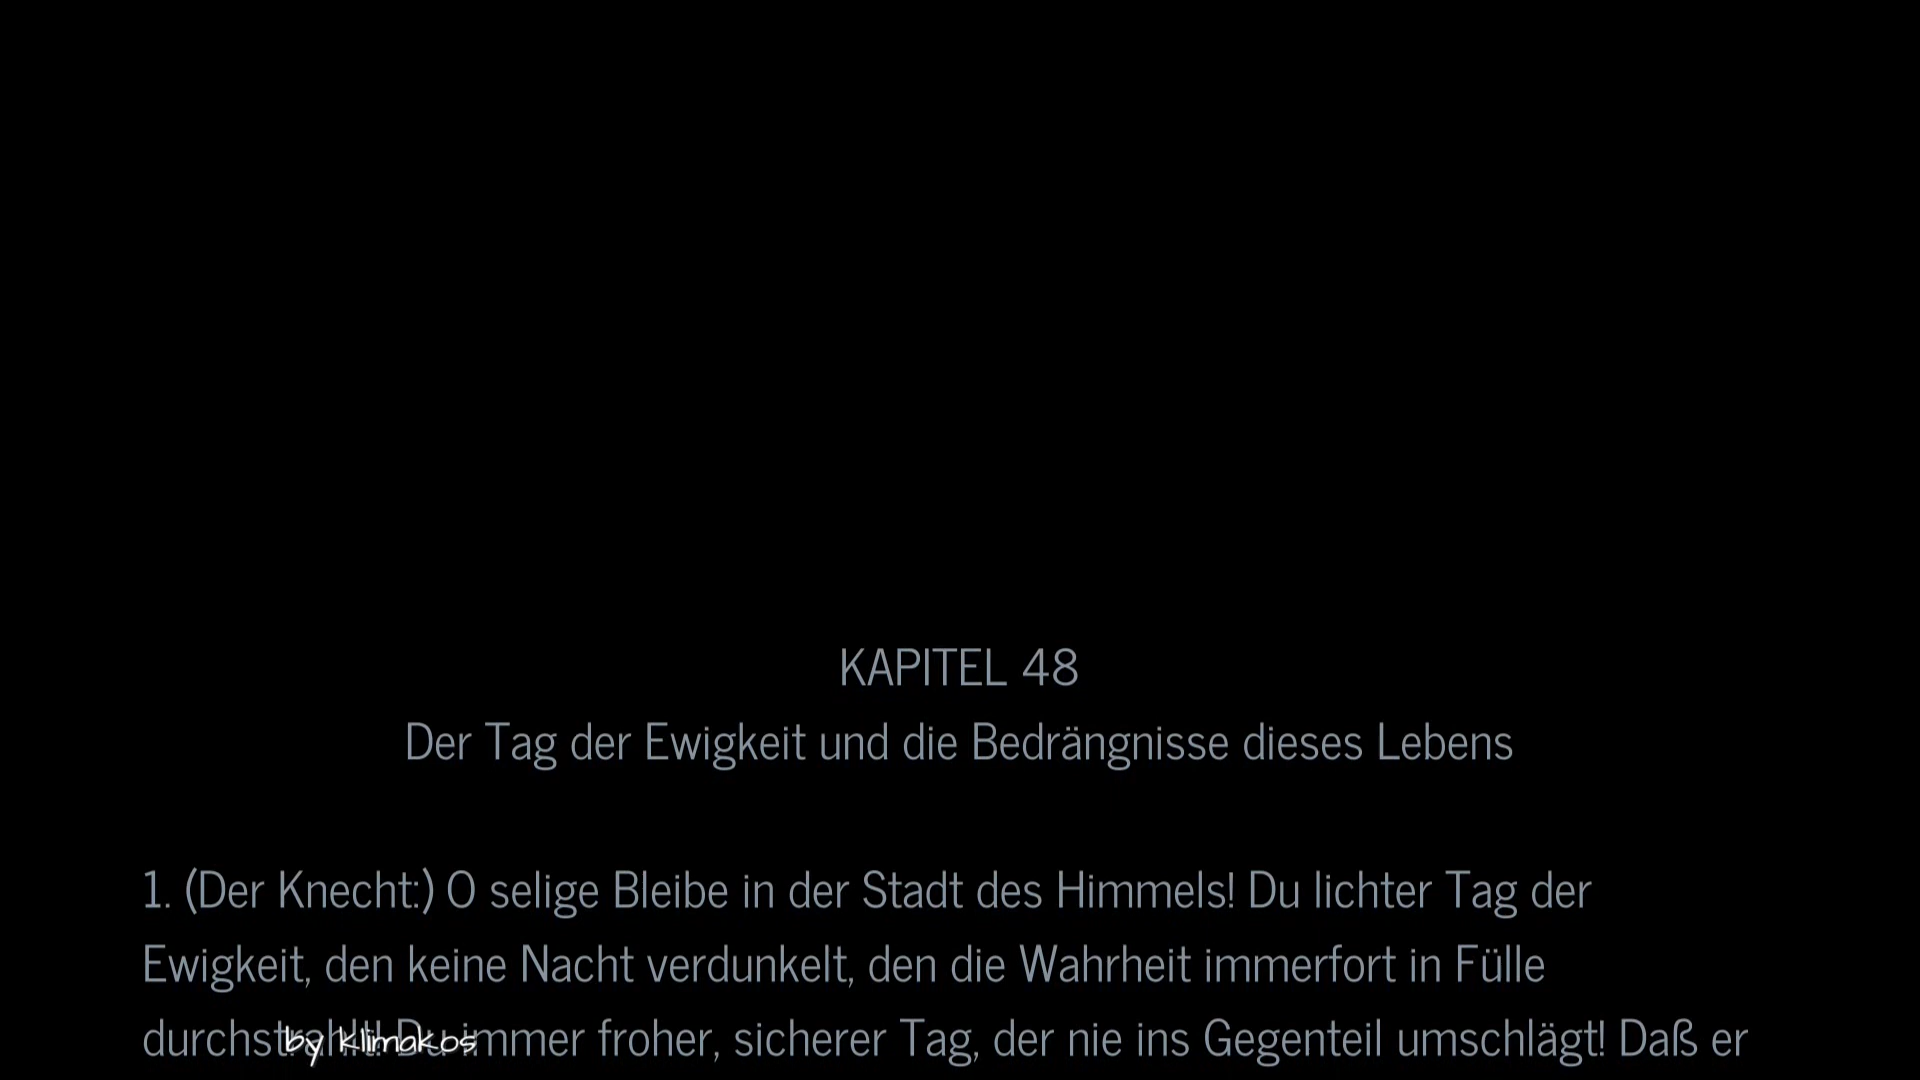 KAPITEL 48
Der Tag der Ewigkeit und die Bedrängnisse dieses Lebens
1. (Der Knecht:) O selige Bleibe in der Stadt des Himmels! Du lichter Tag der
Ewigkeit, den keine Nacht verdunkelt, den die Wahrheit immerfort in Fülle
durchstrahlt! Du immer froher, sicherer Tag, der nie ins Gegenteil umschlägt! Daß er
by Klimakos